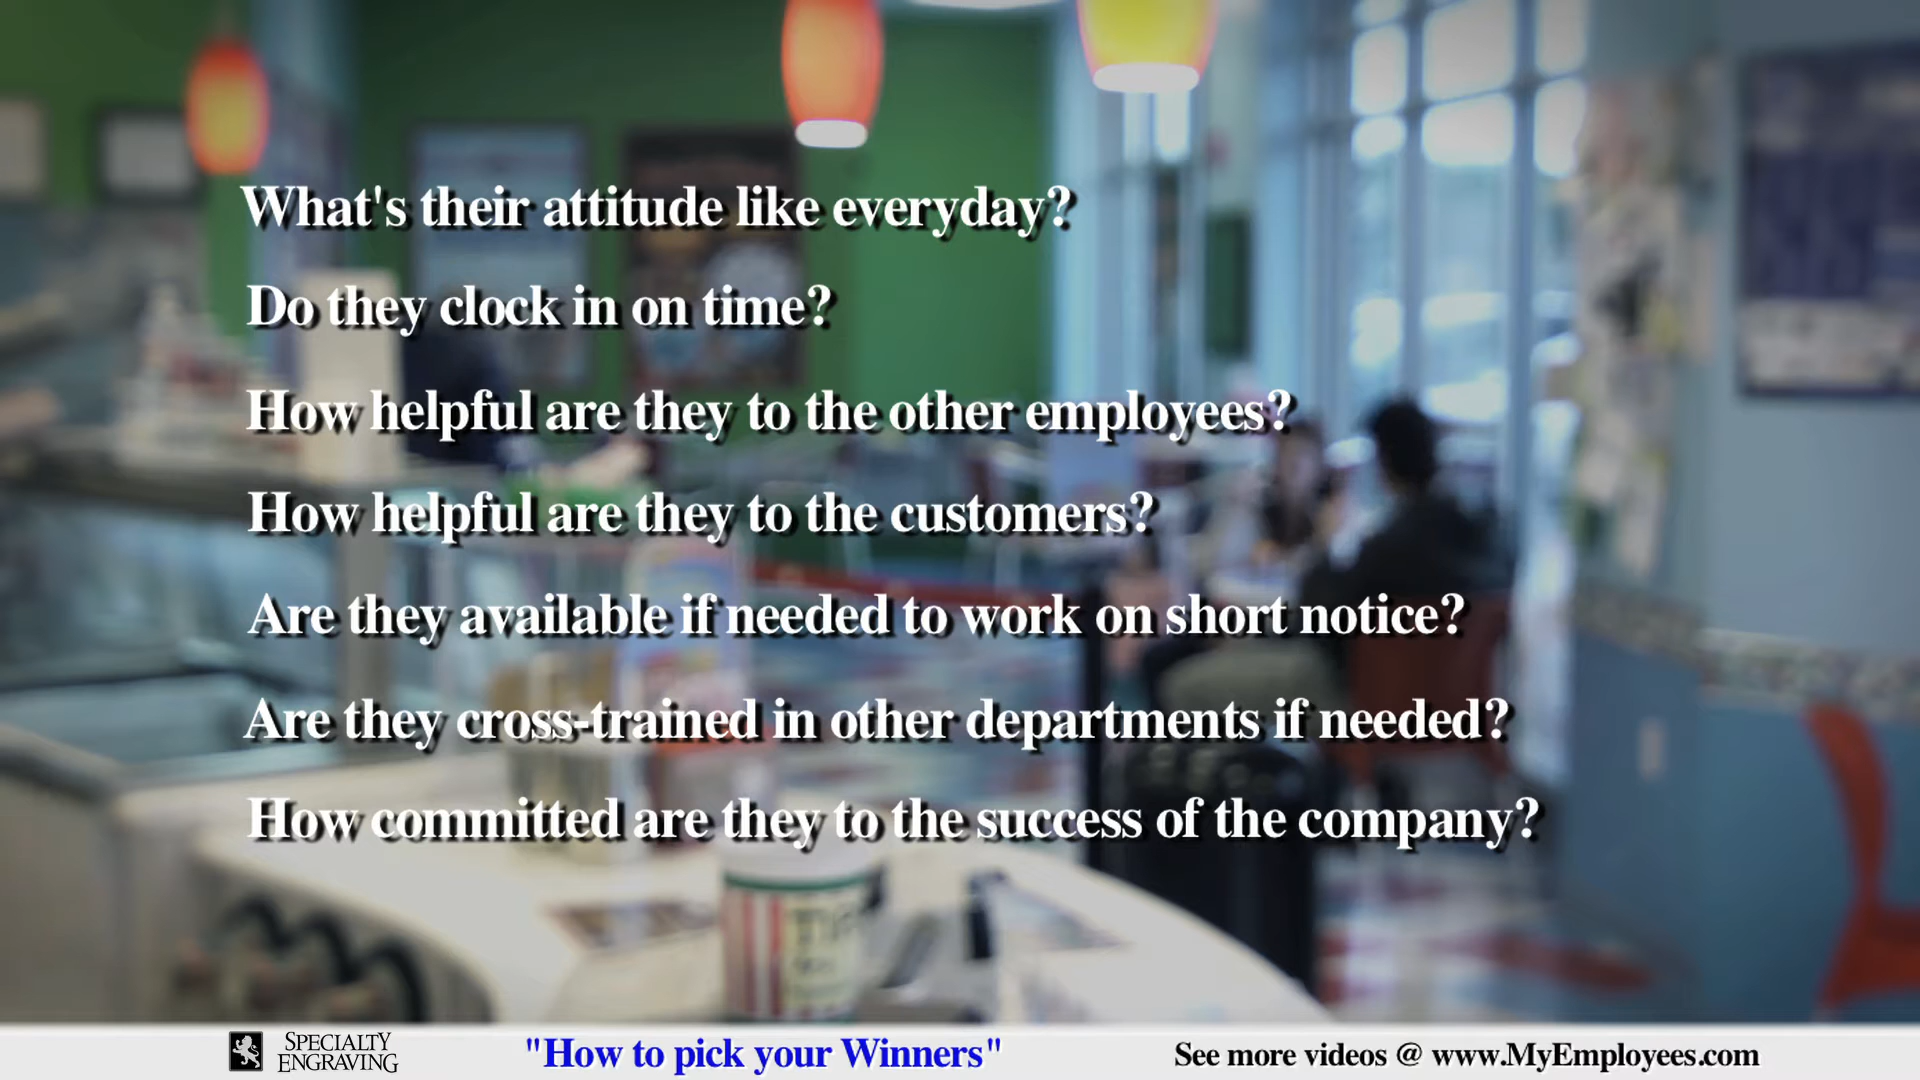 What's their attitude like everyday?
Do they clock in on time?
How helpful are they to the other employees?
How helpful are they to the customers?
Are they available if needed to work on short notice?
Are they cross-trained in other departments if needed?
How committed are they to the success of the company?
SPECIALTY
ENGRAVING
"How to pick your Winners"
See more videos @ www.MyEmployees.com